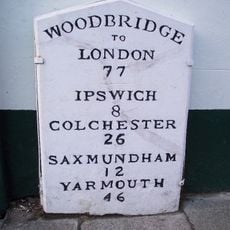 WOODBRIDGE
TO
LONDON
77
IPSWICH
8
COLCHESTER
26
SAXMUNDHAM
12
YARMOUTH
46